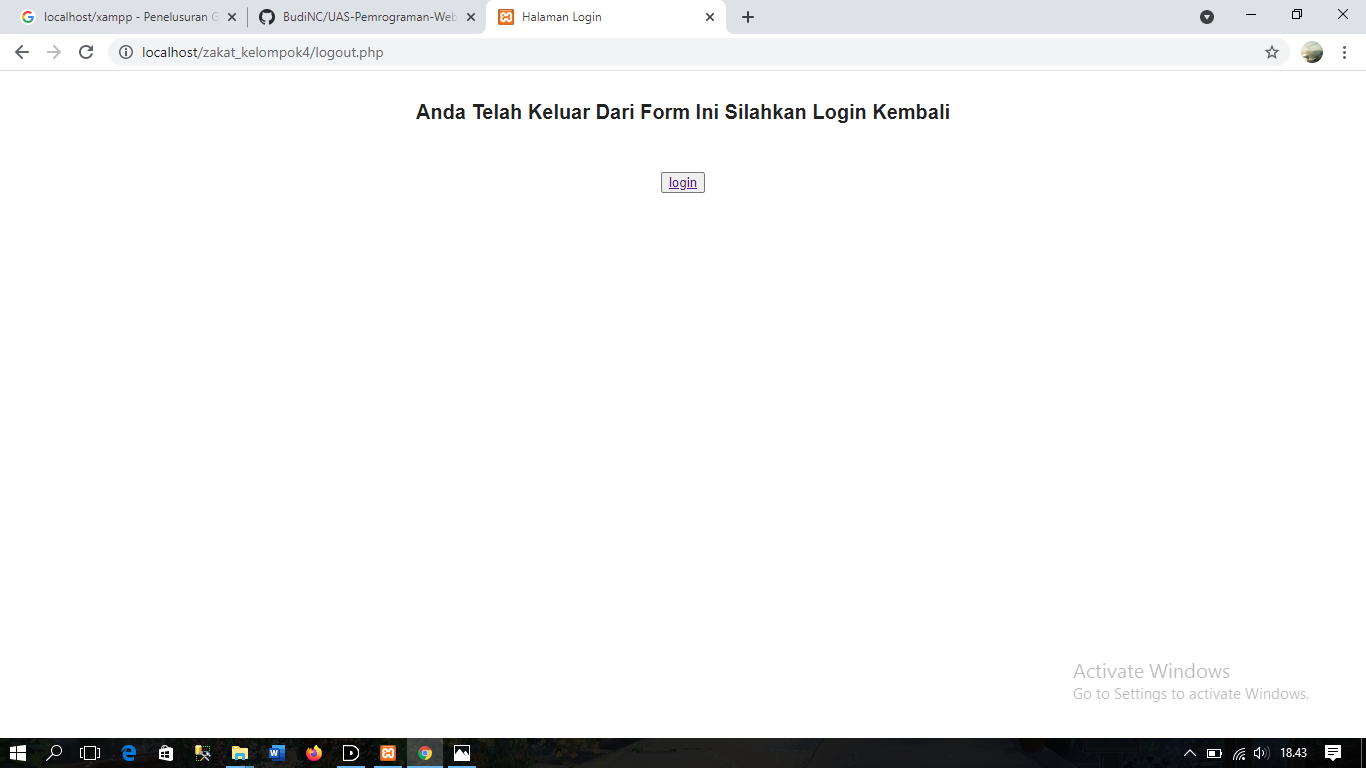 localhost/xampp - Penelusuran G
BudiNC/UAS-Pemrograman-Web
Halaman Login
localhost/zakat_kelompok4/logout.php
Anda Telah Keluar Dari Form Ini Silahkan Login Kembali
login
Activate Windows
Go to Settings to activate Windows.
18.43